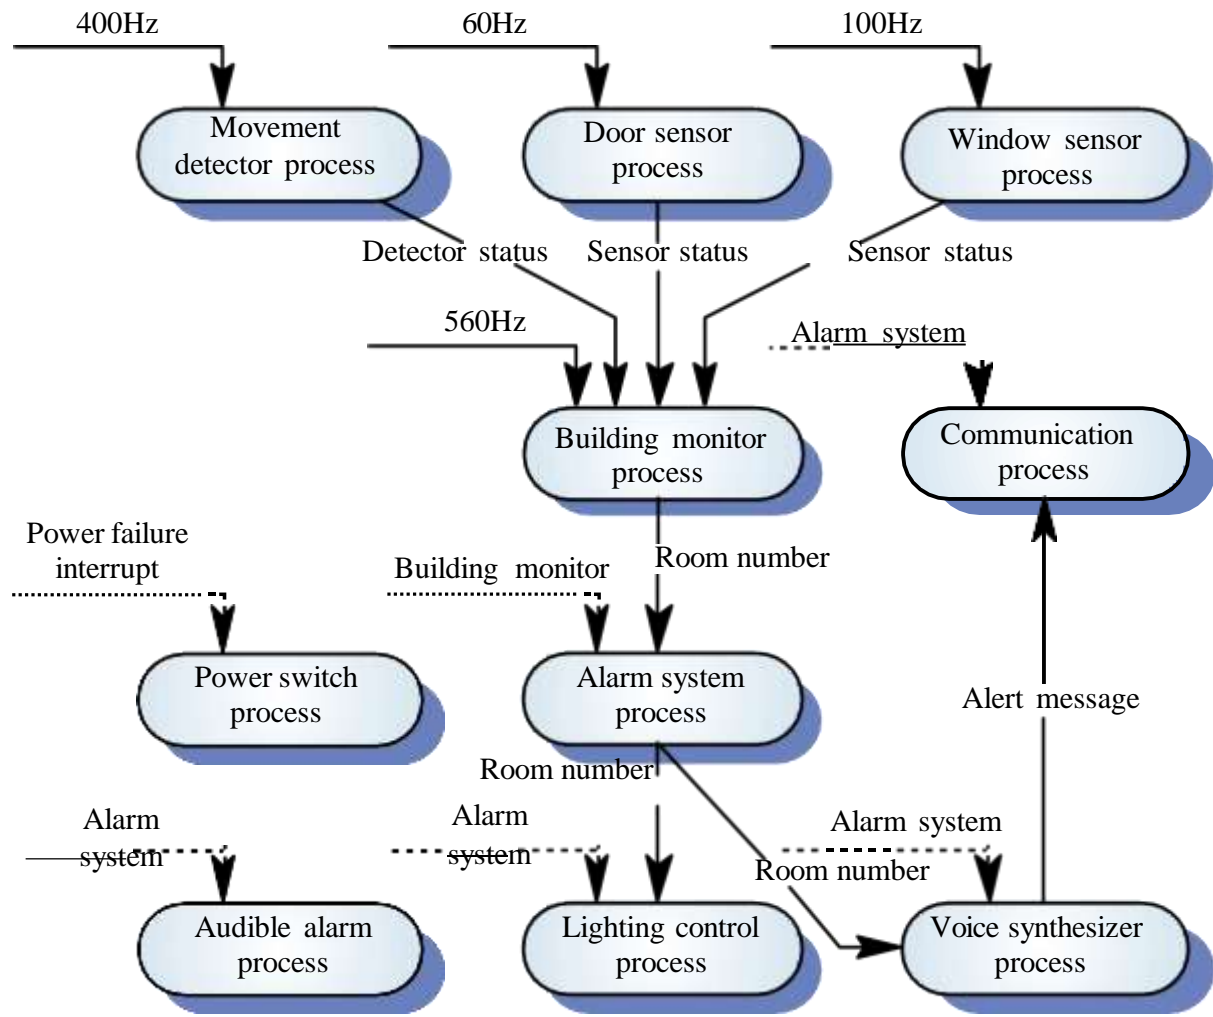 400Hz
60Hz
100Hz
Movement
detector process
Door sensor
process
Window sensor
process
Detector status
Sensor status
Sensor status
560Hz
Alarm system
Building monitor
process
Communication
process
Power failure
interrupt
Building monitor
Room number
Power switch
process
Alarm system
process
Alert message
Room number
Alarm
system
Alarm
system
Alarm system
Room number
Audible alarm
process
Lighting control
process
Voice synthesizer
process